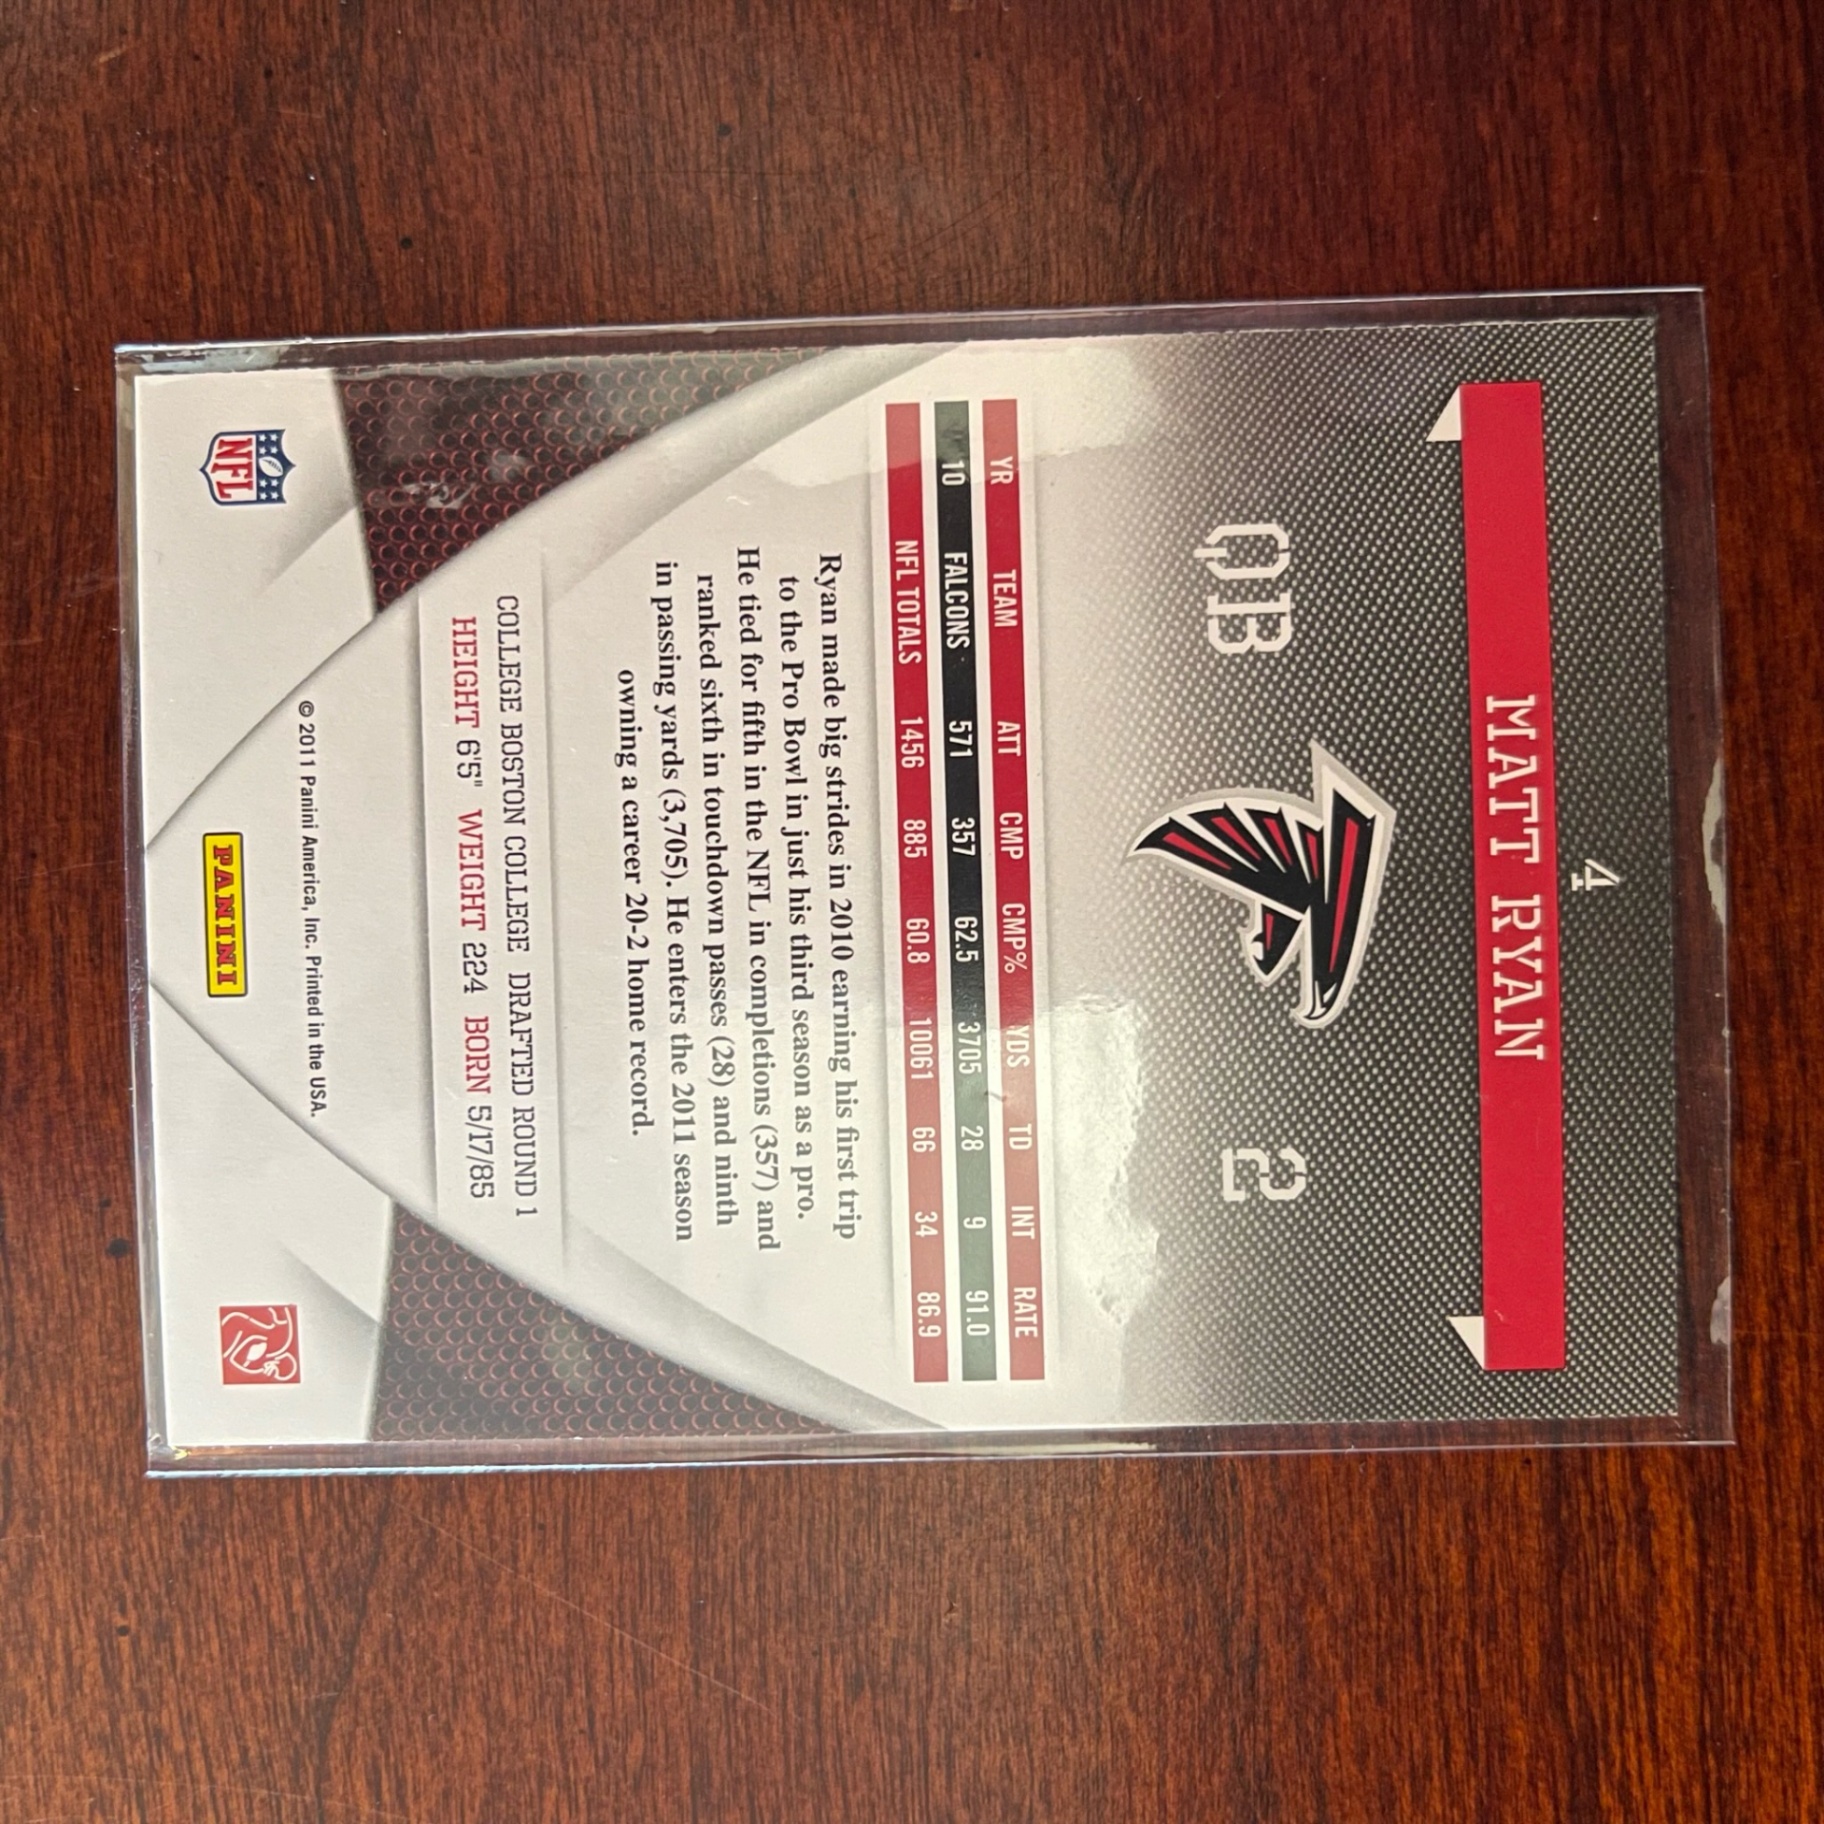 4
MATT RYAN
QB 2
YR TEAM ATT CMP CMP% YDS TD INT RATE
10 FALCONS 571 357 62.5 3705 28 9 91.0
NFL TOTALS 1456 885 60.8 10061 66 34 86.9
Ryan made big strides in 2010 earning his first trip
to the Pro Bowl in just his third season as a pro.
He tied for fifth in the NFL in completions (357) and
ranked sixth in touchdown passes (28) and ninth
in passing yards (3,705). He enters the 2011 season
owning a career 20-2 home record.
COLLEGE BOSTON COLLEGE DRAFTED ROUND 1
HEIGHT 6'5" WEIGHT 224 BORN 5/17/85
© 2011 Panini America, Inc. Printed in the USA.
NFL PANINI